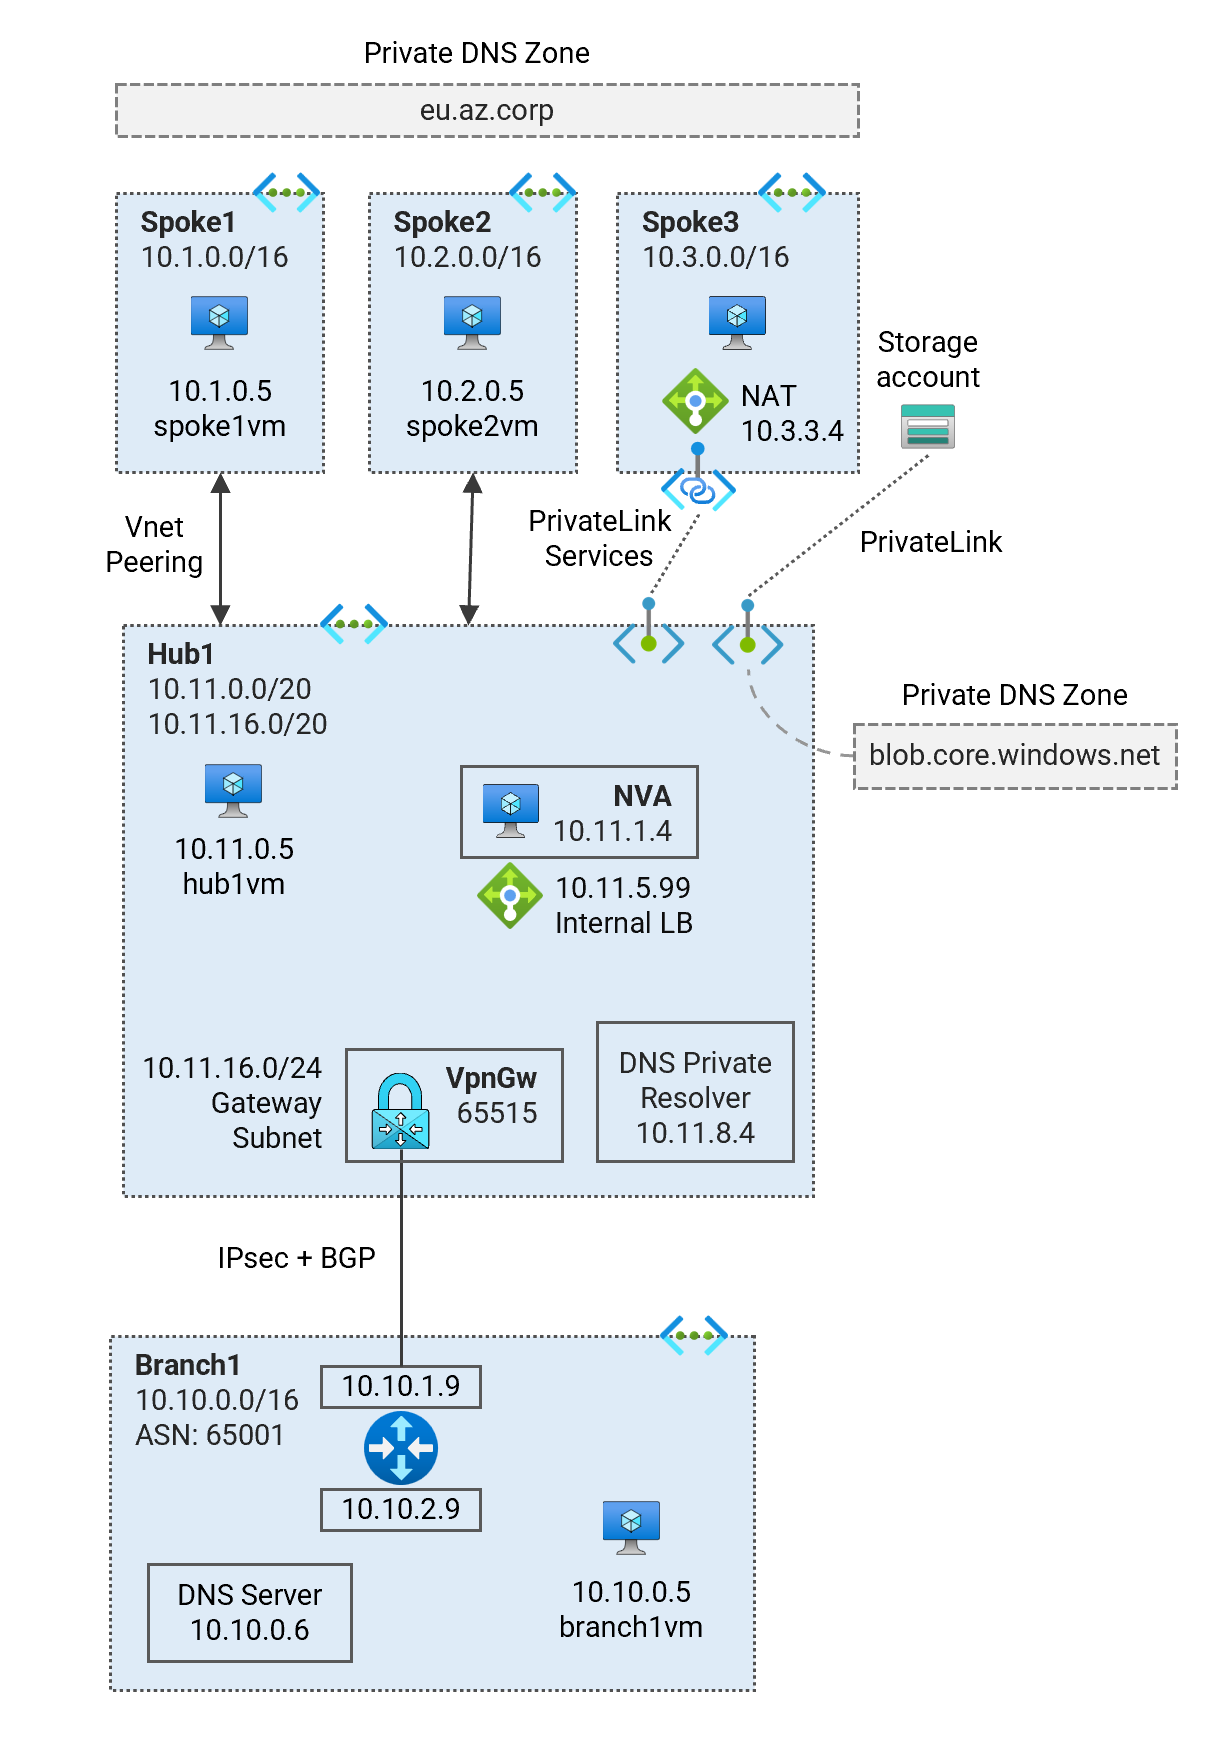 Private DNS Zone
eu.az.corp
Spoke1
10.1.0.0/16
10.1.0.5
spoke1vm
Spoke2
10.2.0.0/16
10.2.0.5
spoke2vm
Spoke3
10.3.0.0/16
NAT
10.3.3.4
Storage
account
Vnet
Peering
PrivateLink
Services
PrivateLink
Hub1
10.11.0.0/20
10.11.16.0/20
10.11.0.5
hub1vm
NVA
10.11.1.4
10.11.5.99
Internal LB
Private DNS Zone
blob.core.windows.net
10.11.16.0/24
Gateway
Subnet
VpnGw
65515
DNS Private
Resolver
10.11.8.4
IPsec + BGP
Branch1
10.10.0.0/16
ASN: 65001
10.10.1.9
10.10.2.9
DNS Server
10.10.0.6
10.10.0.5
branch1vm